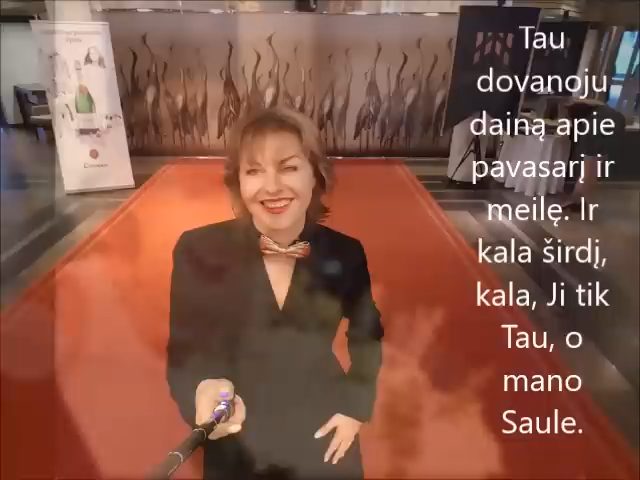 Tau
dovanoju
dainą apie
pavasarį ir
meilę. Ir
kala širdį,
kala, Ji tik
Tau, o
mano
Saule.